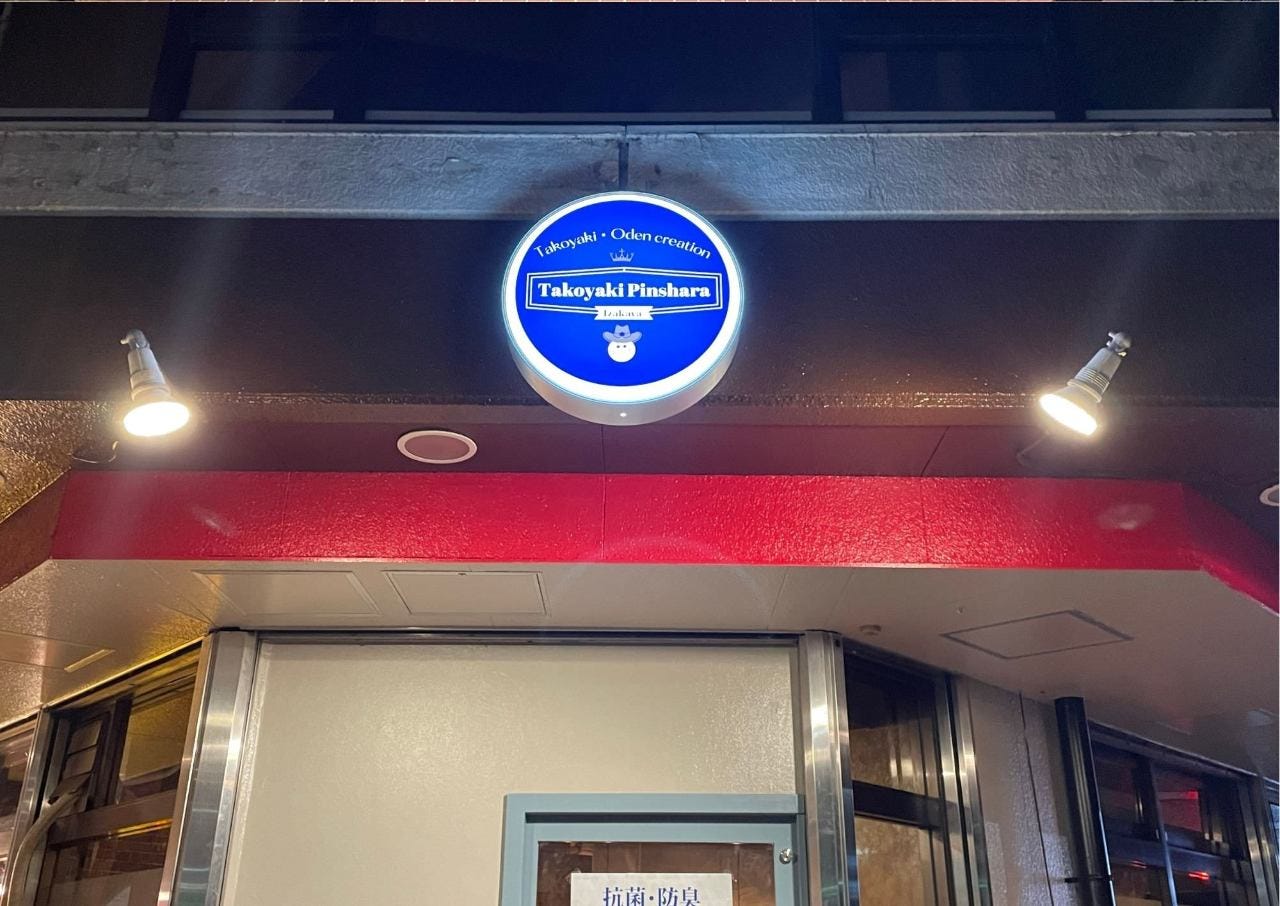 Takoyaki・Oden creation
Takoyaki Pinshara
Izakaya
抗菌・防臭